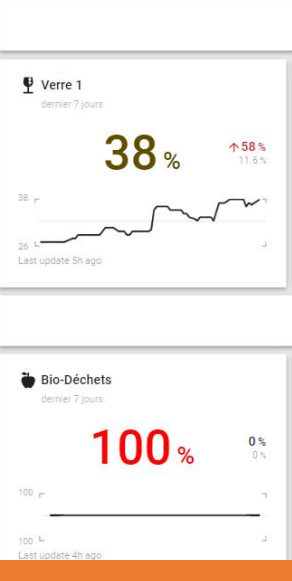 Verre 1
dernier 7 jours
38 %
↑ 58 %
11.6 %
38
26
Last update 5h ago
Bio-Déchets
dernier 7 jours
100 %
0 %
0 %
100
100
Last update 4h ago